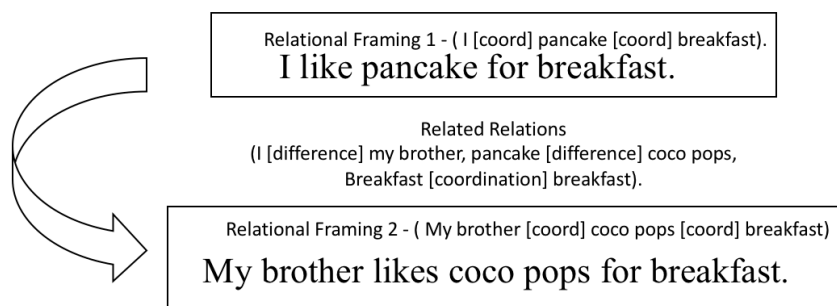 Relational Framing 1 - ( I [coord] pancake [coord] breakfast).
I like pancake for breakfast.
Related Relations
(I [difference] my brother, pancake [difference] coco pops,
Breakfast [coordination] breakfast).
Relational Framing 2 - ( My brother [coord] coco pops [coord] breakfast)
My brother likes coco pops for breakfast.